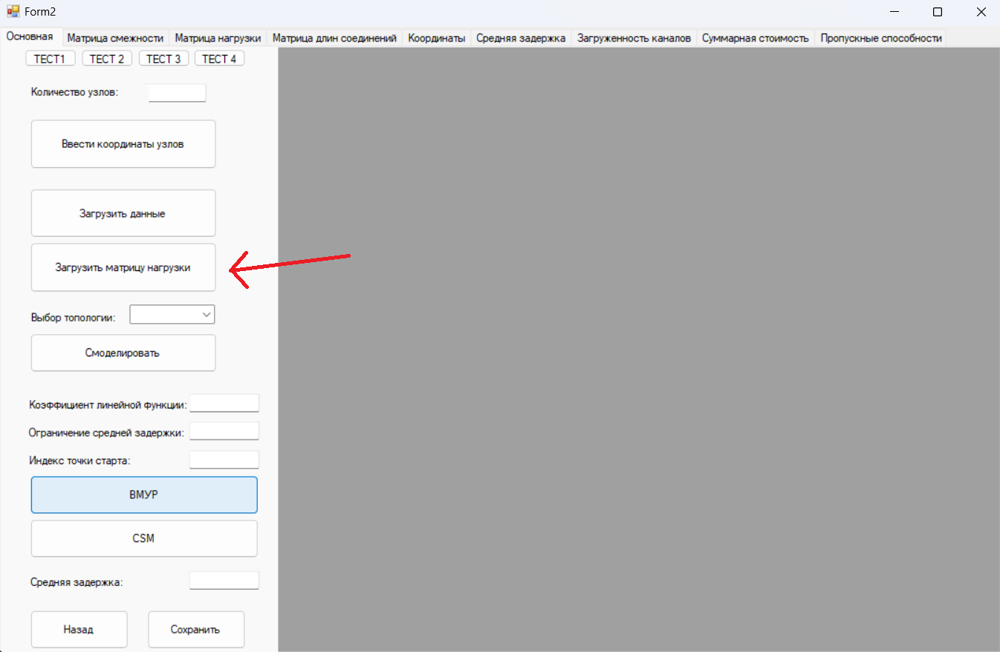 Form2
Основная Матрица смежности Матрица нагрузки Матрица длин соединений Координаты Средняя задержка Загруженность каналов Суммарная стоимость Пропускные способности
ТЕСТ1 ТЕСТ 2 ТЕСТ 3 ТЕСТ 4
Количество узлов:
Ввести координаты узлов
Загрузить данные
Загрузить матрицу нагрузки
Выбор топологии:
Смоделировать
Коэффициент линейной функции:
Ограничение средней задержки:
Индекс точки старта:
ВМУР
CSM
Средняя задержка:
Назад Сохранить